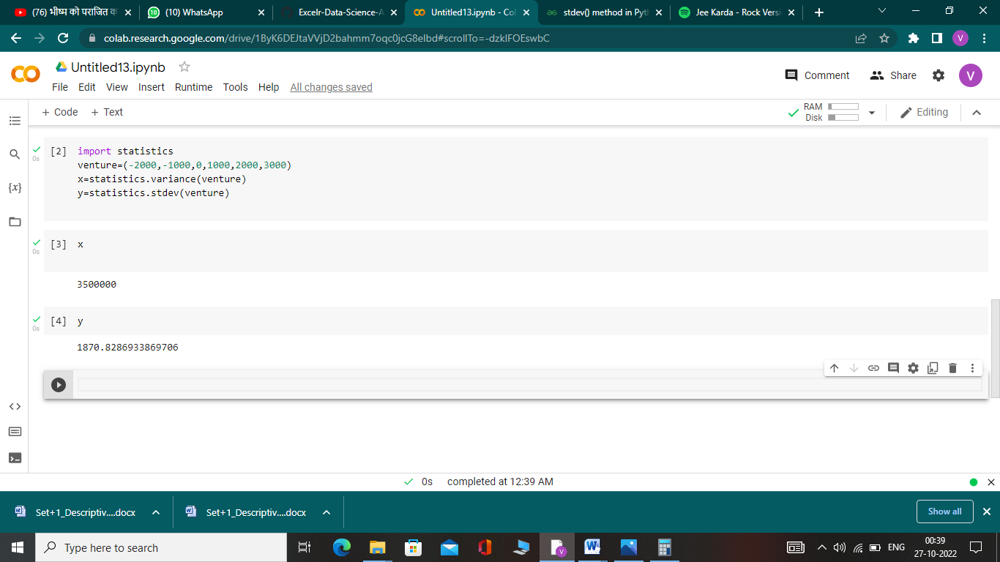 (76) भीष्म को पराजित क
(10) WhatsApp
Excelr-Data-Science-A
Untitled13.ipynb - Col
stdev() method in Pyth
Jee Karda - Rock Versi
colab.research.google.com/drive/1ByK6DEJtaVVjD2bahmm7oqc0jcG8eIbd#scrollTo=-dzkIFOEswbC
V
Untitled13.ipynb
File Edit View Insert Runtime Tools Help All changes saved
Comment Share V
+ Code + Text
RAM
Disk
Editing
[2] import statistics
venture=(-2000,-1000,0,1000,2000,3000)
x=statistics.variance(venture)
y=statistics.stdev(venture)
0s
{x}
[3] x
0s
3500000
[4] y
0s
1870.8286933869706
0s completed at 12:39 AM
Set+1_Descriptiv....docx
Set+1_Descriptiv....docx
Show all
Type here to search
ENG
00:39
27-10-2022